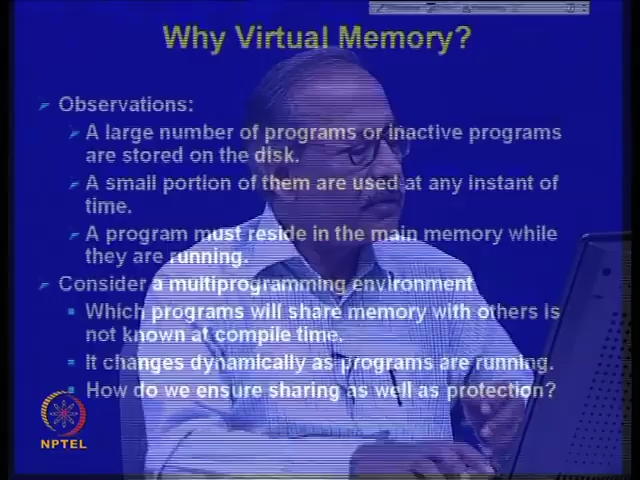 Why Virtual Memory?
Observations:
A large number of programs or inactive programs
are stored on the disk.
A small portion of them are used at any instant of
time.
A program must reside in the main memory while
they are running.
Consider a multiprogramming environment
Which programs will share memory with others is
not known at compile time.
It changes dynamically as programs are running.
How do we ensure sharing as well as protection?
NPTEL